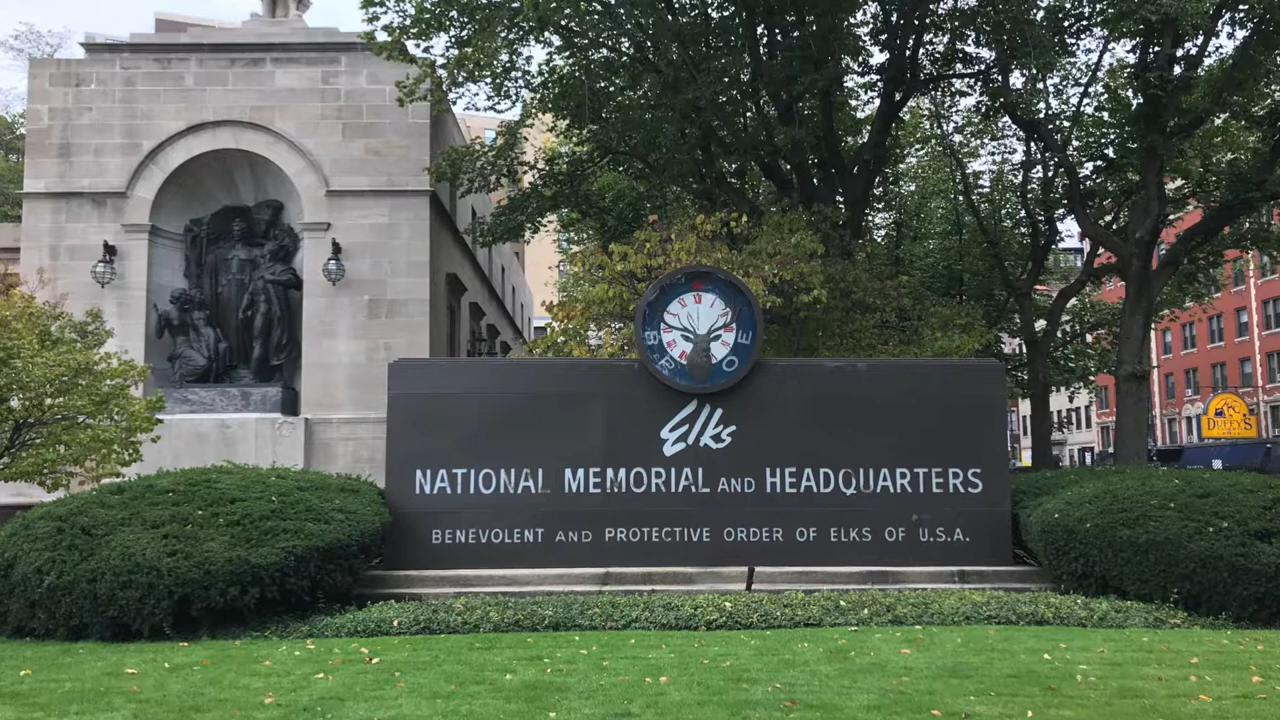 B P O E
Elks
NATIONAL MEMORIAL AND HEADQUARTERS
BENEVOLENT AND PROTECTIVE ORDER OF ELKS OF U.S.A.
DUFFY'S